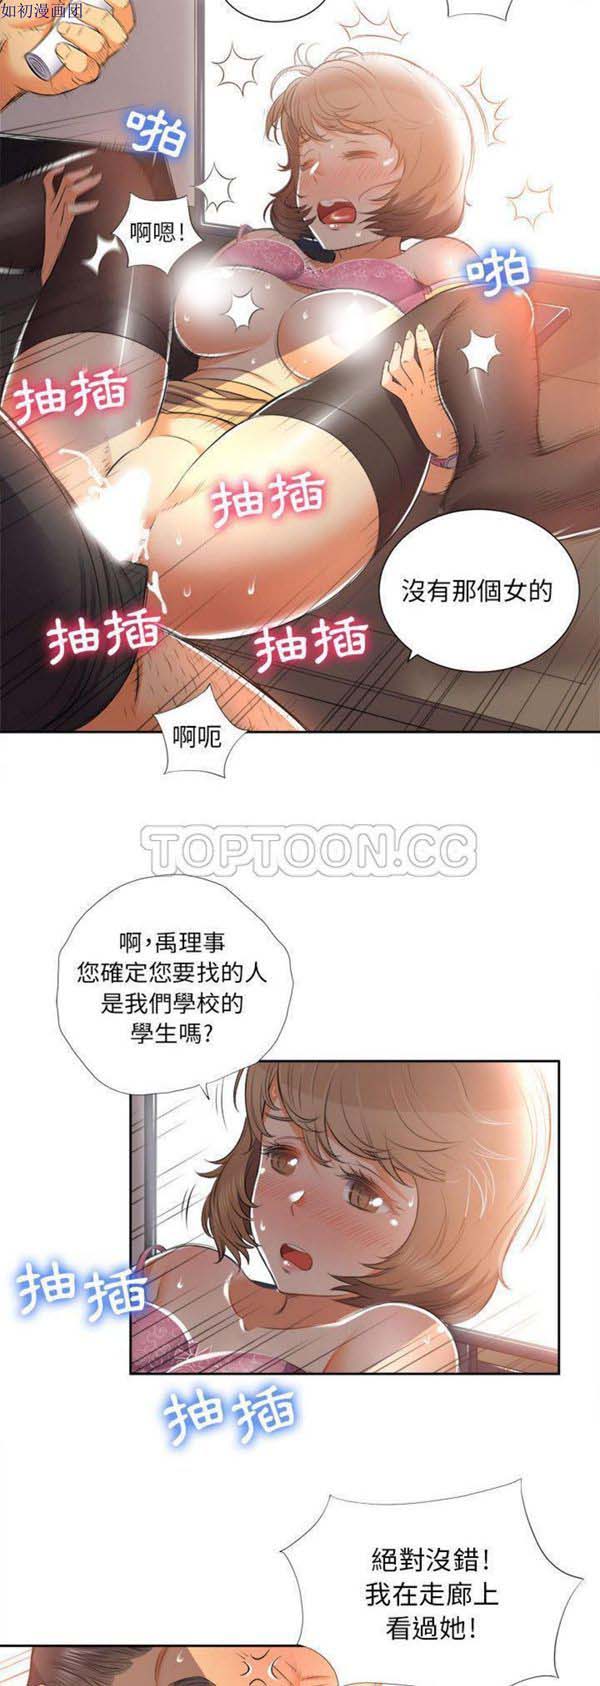 如初漫画团
啪
啊嗯!
啪
抽插
抽插
沒有那個女的
抽插
抽插
啊呃
TOPTOON.CC
啊,禹理事
您確定您要找的人
是我們學校的
學生嗎?
抽插
抽插
絕對沒錯!
我在走廊上
看過她!